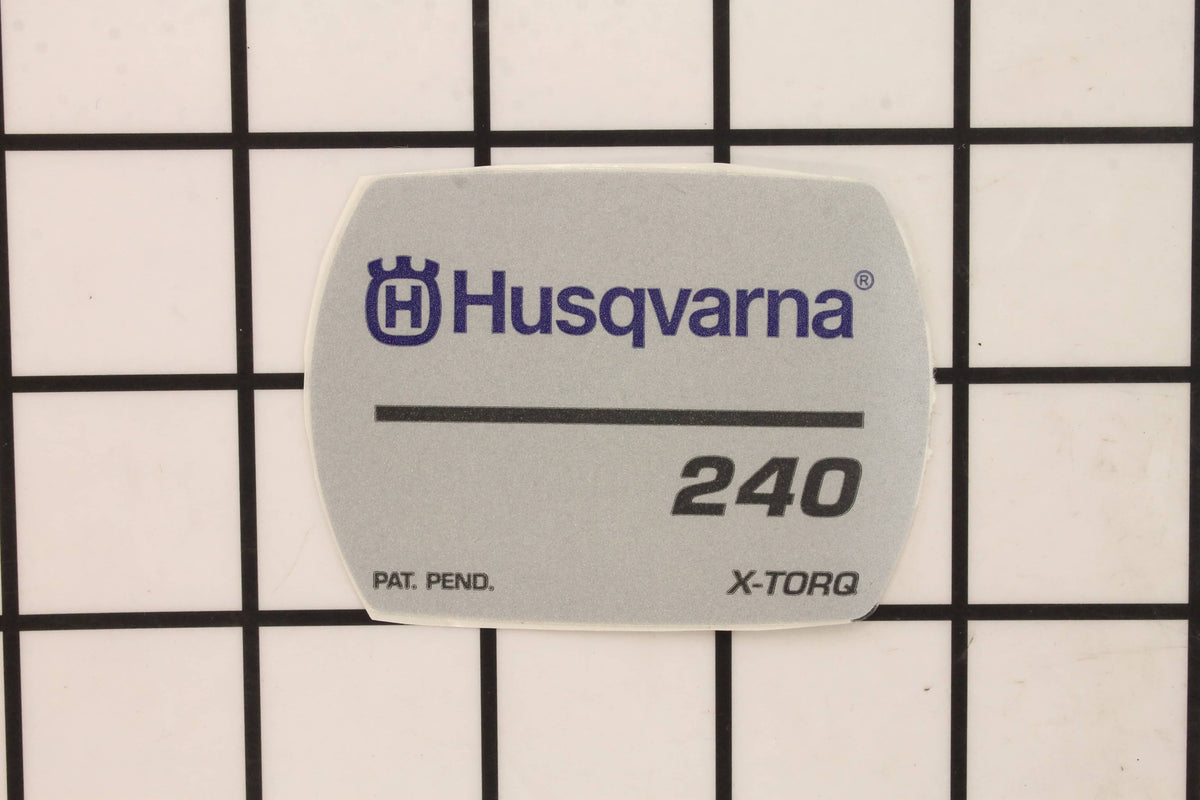 H Husqvarna®
240
PAT. PEND. X-TORQ